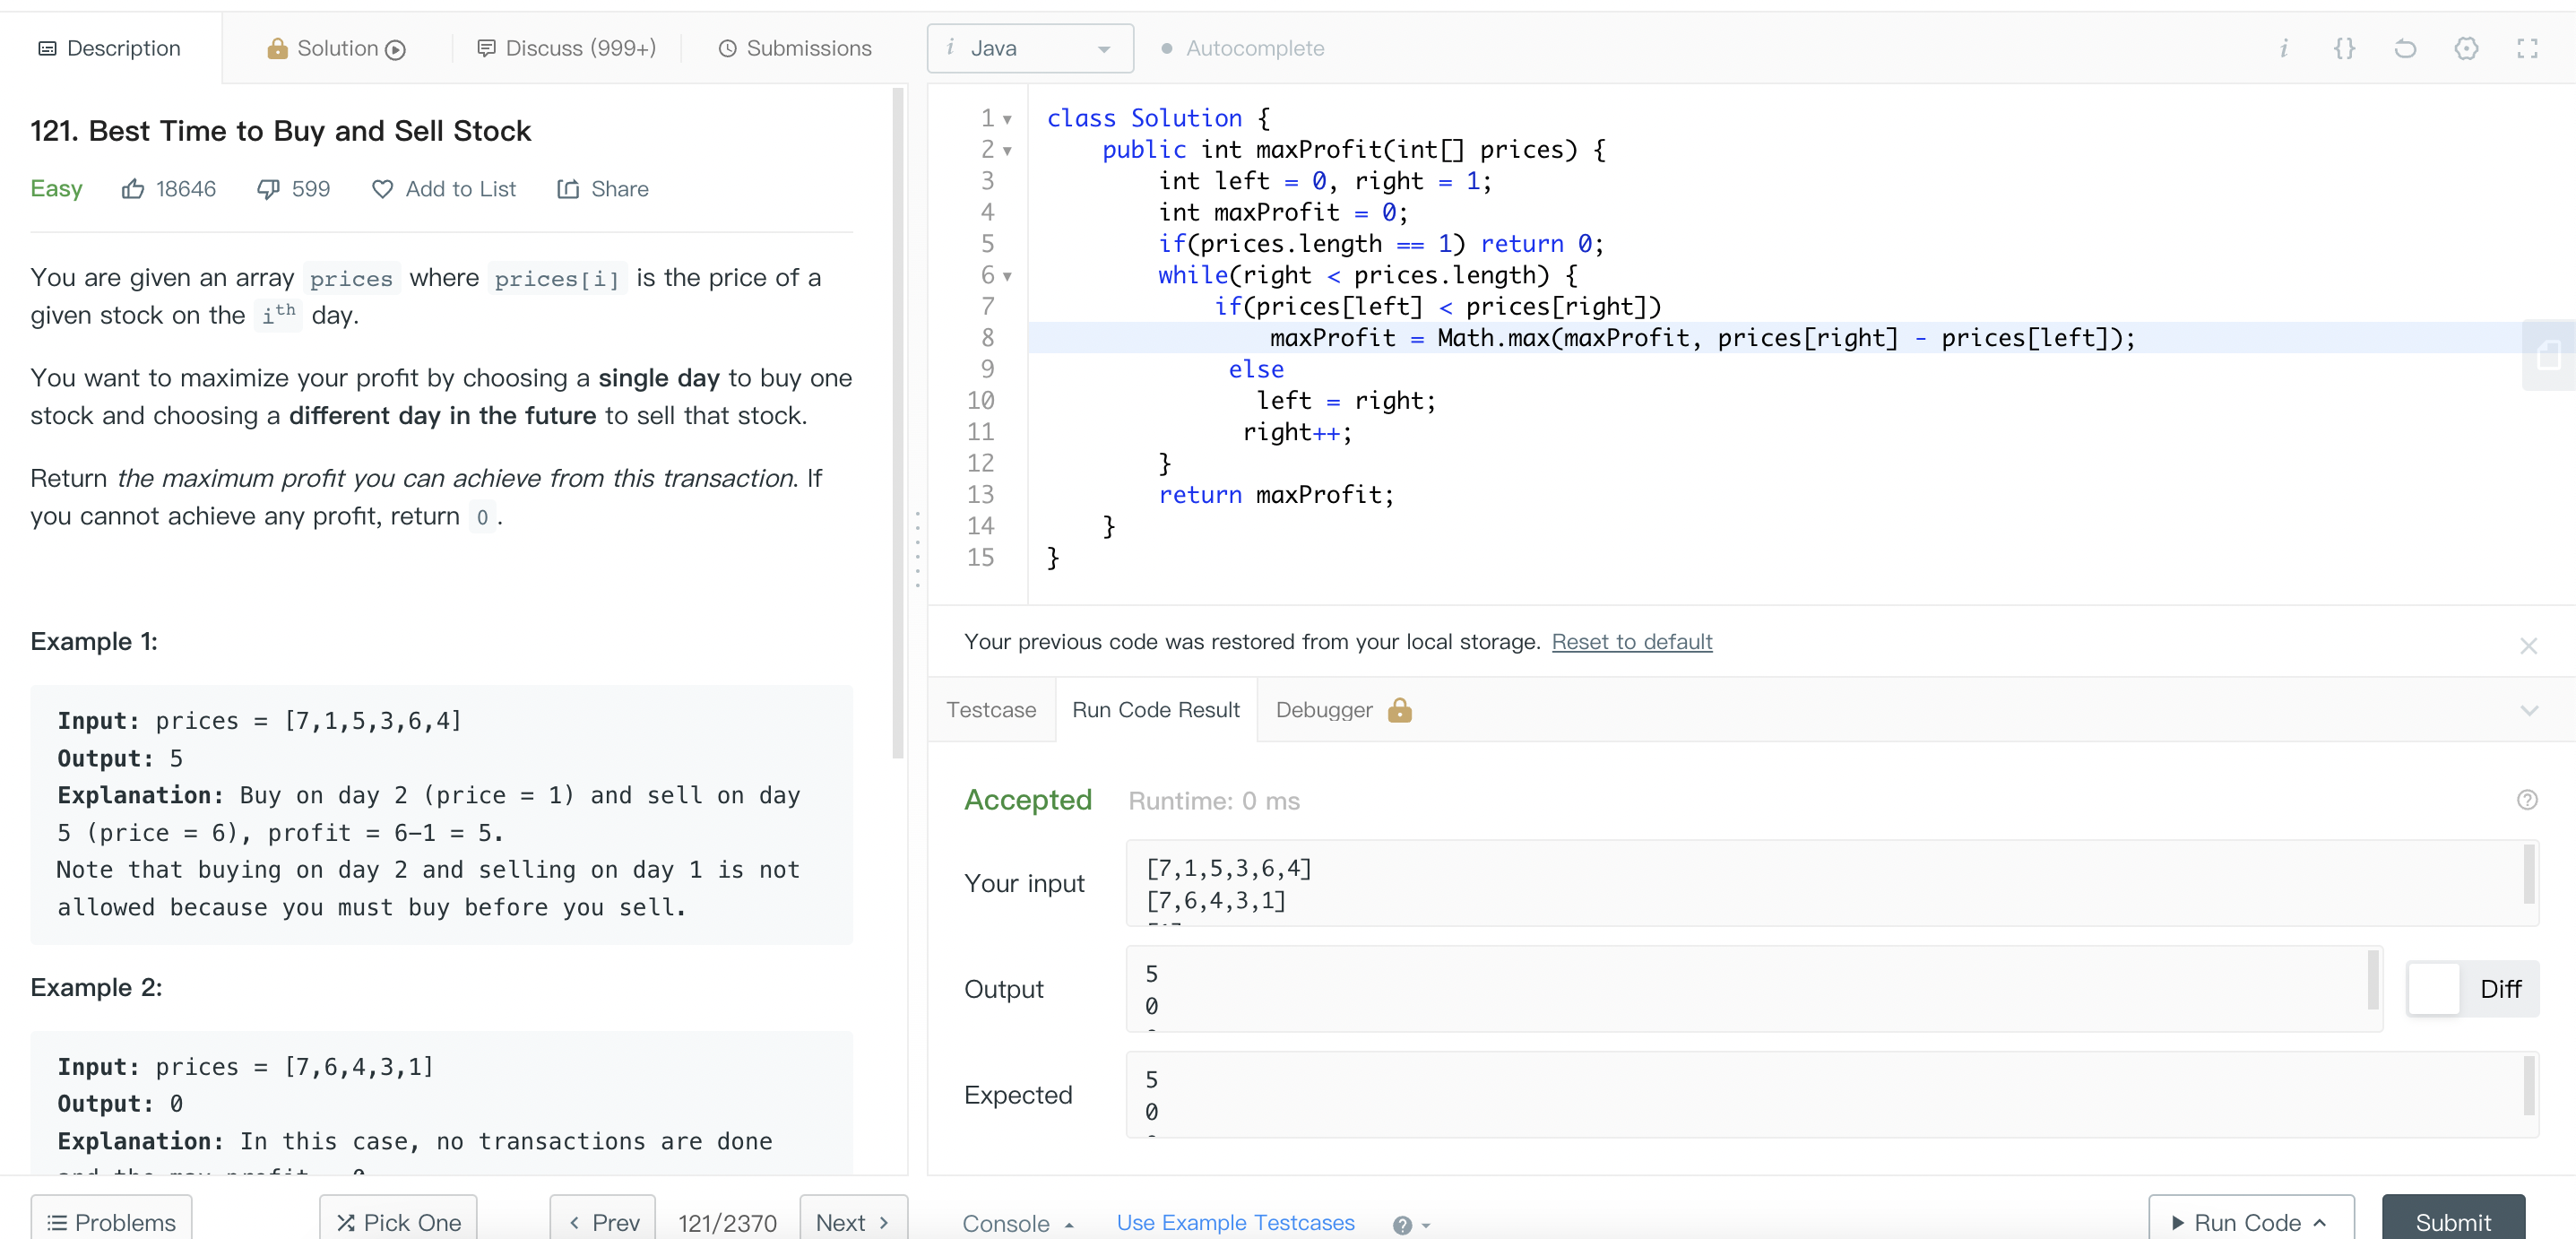 Description
Solution
Discuss (999+)
Submissions
i Java
Autocomplete
i {}
121. Best Time to Buy and Sell Stock
Easy 18646 599 Add to List Share
You are given an array prices where prices[i] is the price of a
given stock on the ith day.
You want to maximize your profit by choosing a single day to buy one
stock and choosing a different day in the future to sell that stock.
Return the maximum profit you can achieve from this transaction. If
you cannot achieve any profit, return 0.
Example 1:
Input: prices = [7,1,5,3,6,4]
Output: 5
Explanation: Buy on day 2 (price = 1) and sell on day
5 (price = 6), profit = 6-1 = 5.
Note that buying on day 2 and selling on day 1 is not
allowed because you must buy before you sell.
Example 2:
Input: prices = [7,6,4,3,1]
Output: 0
Explanation: In this case, no transactions are done
Problems
Pick One
Prev
121/2370
Next
1 class Solution {
2     public int maxProfit(int[] prices) {
3         int left = 0, right = 1;
4         int maxProfit = 0;
5         if(prices.length == 1) return 0;
6         while(right < prices.length) {
7             if(prices[left] < prices[right])
8                 maxProfit = Math.max(maxProfit, prices[right] - prices[left]);
9              else
10                left = right;
11               right++;
12         }
13         return maxProfit;
14     }
15 }
Your previous code was restored from your local storage. Reset to default
Testcase
Run Code Result
Debugger
Accepted Runtime: 0 ms
Your input
[7,1,5,3,6,4]
[7,6,4,3,1]
Output
5
0
Diff
Expected
5
0
Console
Use Example Testcases
Run Code
Submit